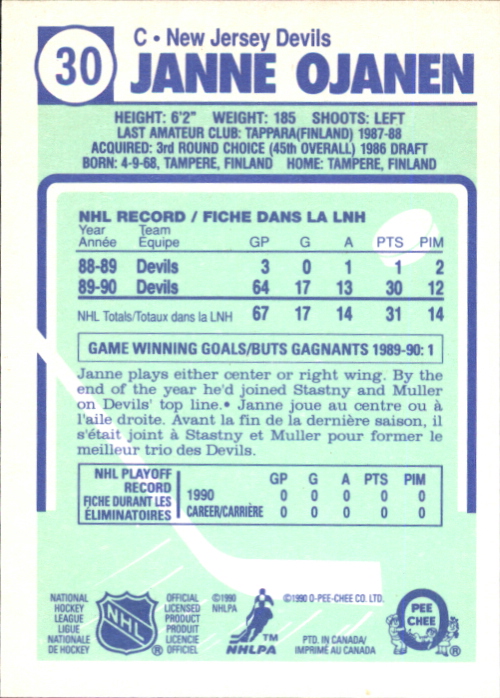 30
C • New Jersey Devils
JANNE OJANEN
HEIGHT: 6'2" WEIGHT: 185 SHOOTS: LEFT
LAST AMATEUR CLUB: TAPPARA(FINLAND) 1987-88
ACQUIRED: 3rd ROUND CHOICE (45th OVERALL) 1986 DRAFT
BORN: 4-9-68, TAMPERE, FINLAND HOME: TAMPERE, FINLAND
NHL RECORD / FICHE DANS LA LNH
Year Team
Année Équipe GP G A PTS PIM
88-89 Devils 3 0 1 1 2
89-90 Devils 64 17 13 30 12
NHL Totals/Totaux dans la LNH 67 17 14 31 14
GAME WINNING GOALS/BUTS GAGNANTS 1989-90: 1
Janne plays either center or right wing. By the
end of the year he'd joined Stastny and Muller
on Devils' top line.• Janne joue au centre ou à
l'aile droite. Avant la fin de la dernière saison, il
s'était joint à Stastny et Muller pour former le
meilleur trio des Devils.
NHL PLAYOFF
RECORD
FICHE DURANT LES
ÉLIMINATOIRES
GP G A PTS PIM
1990 0 0 0 0 0
CAREER/CARRIÈRE 0 0 0 0 0
NATIONAL
HOCKEY
LEAGUE
LIGUE
NATIONALE
DE HOCKEY
NHL
®
OFFICIAL
LICENSED
PRODUCT
PRODUIT
LICENCIE
OFFICIEL
©1990
NHLPA
TM
NHLPA
©1990 O-PEE-CHEE CO. LTD.
PTD. IN CANADA/
IMPRIMÉ AU CANADA
O PEE CHEE
®